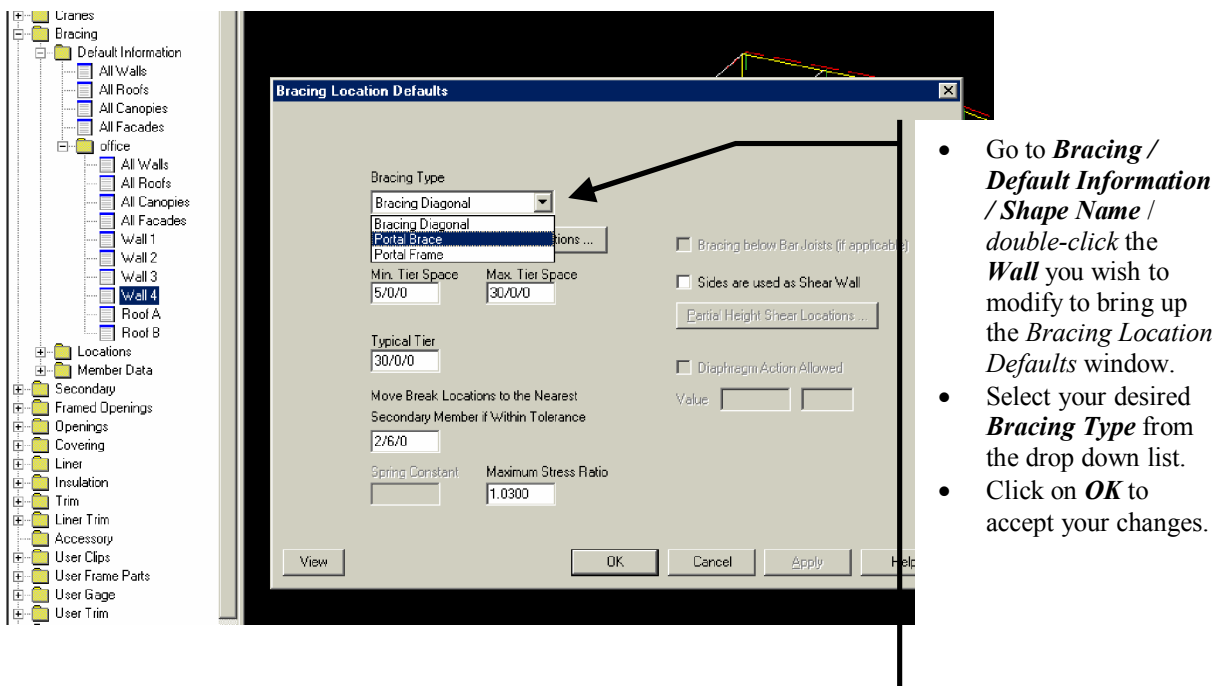 Cranes
Bracing
Default Information
All Walls
All Roofs
All Canopies
All Facades
office
All Walls
All Roofs
All Canopies
All Facades
Wall 1
Wall 2
Wall 3
Wall 4
Roof A
Roof B
Locations
Member Data
Secondary
Framed Openings
Openings
Covering
Liner
Insulation
Trim
Liner Trim
Accessory
User Clips
User Frame Parts
User Gage
User Trim
Bracing Location Defaults
Bracing Type
Bracing Diagonal
Bracing Diagonal
Portal Brace
Portal Frame
tions ...
Min. Tier Space Max. Tier Space
5/0/0 30/0/0
Typical Tier
30/0/0
Move Break Locations to the Nearest
Secondary Member if Within Tolerance
2/6/0
Spring Constant Maximum Stress Ratio
1.0300
Bracing below Bar Joists (if applicable)
Sides are used as Shear Wall
Partial Height Shear Locations ...
Diaphragm Action Allowed
Value
View OK Cancel Apply Help
• Go to Bracing /
Default Information
/ Shape Name /
double-click the
Wall you wish to
modify to bring up
the Bracing Location
Defaults window.
• Select your desired
Bracing Type from
the drop down list.
• Click on OK to
accept your changes.